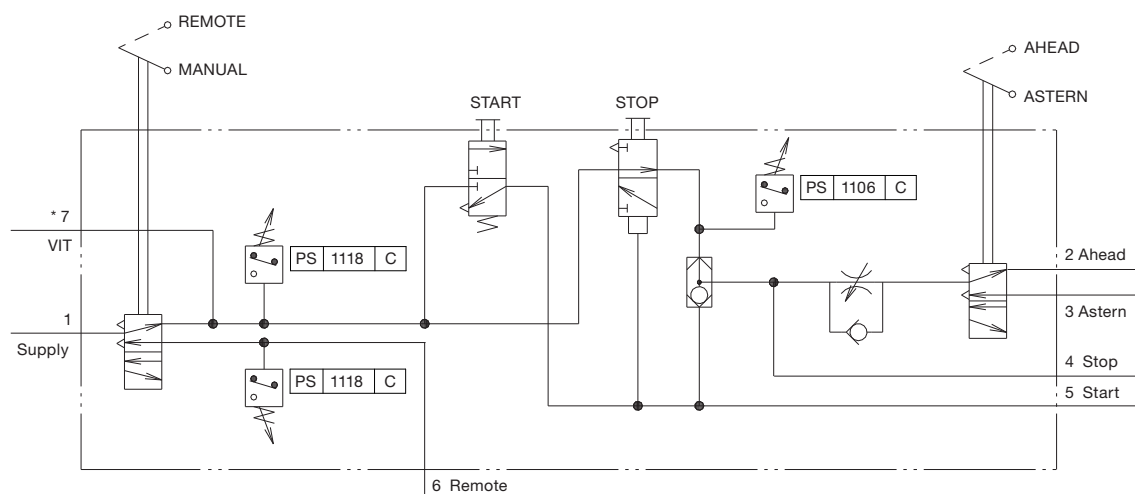 REMOTE
MANUAL
AHEAD
ASTERN
START
STOP
PS 1106 C
* 7
VIT
PS 1118 C
2 Ahead
3 Astern
1
Supply
4 Stop
PS 1118 C
5 Start
6 Remote